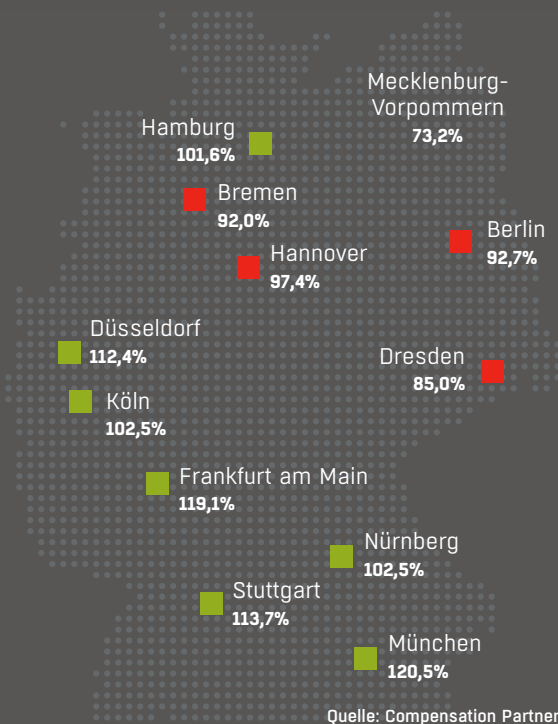 Mecklenburg-
Vorpommern
73,2%
Hamburg
101,6%
Bremen
92,0%
Berlin
92,7%
Hannover
97,4%
Düsseldorf
112,4%
Dresden
85,0%
Köln
102,5%
Frankfurt am Main
119,1%
Nürnberg
102,5%
Stuttgart
113,7%
München
120,5%
Quelle: Compensation Partner